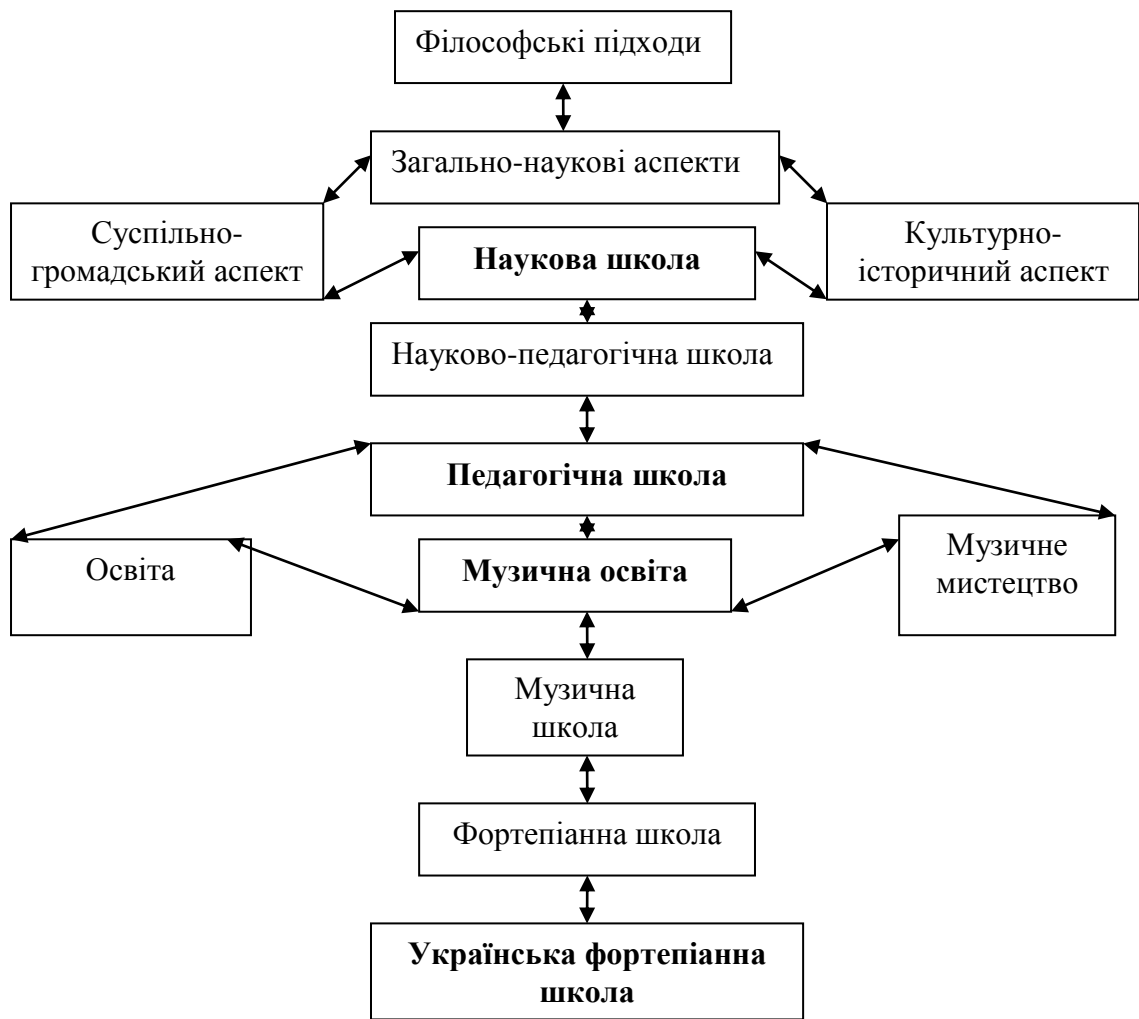 Філософські підходи
Загально-наукові аспекти
Суспільно-
громадський аспект
Наукова школа
Культурно-
історичний аспект
Науково-педагогічна школа
Педагогічна школа
Освіта
Музична освіта
Музичне
мистецтво
Музична
школа
Фортепіанна школа
Українська фортепіанна
школа